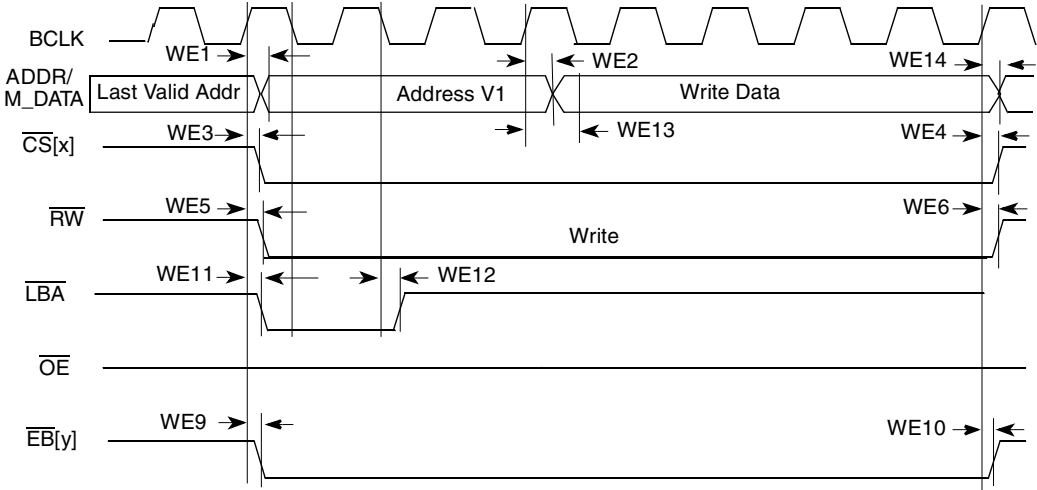 BCLK
WE1
WE2
WE14
ADDR/
M_DATA
Last Valid Addr
Address V1
Write Data
WE3
WE13
WE4
CS[x]
WE5
WE6
RW
Write
WE11
WE12
LBA
OE
WE9
WE10
EB[y]